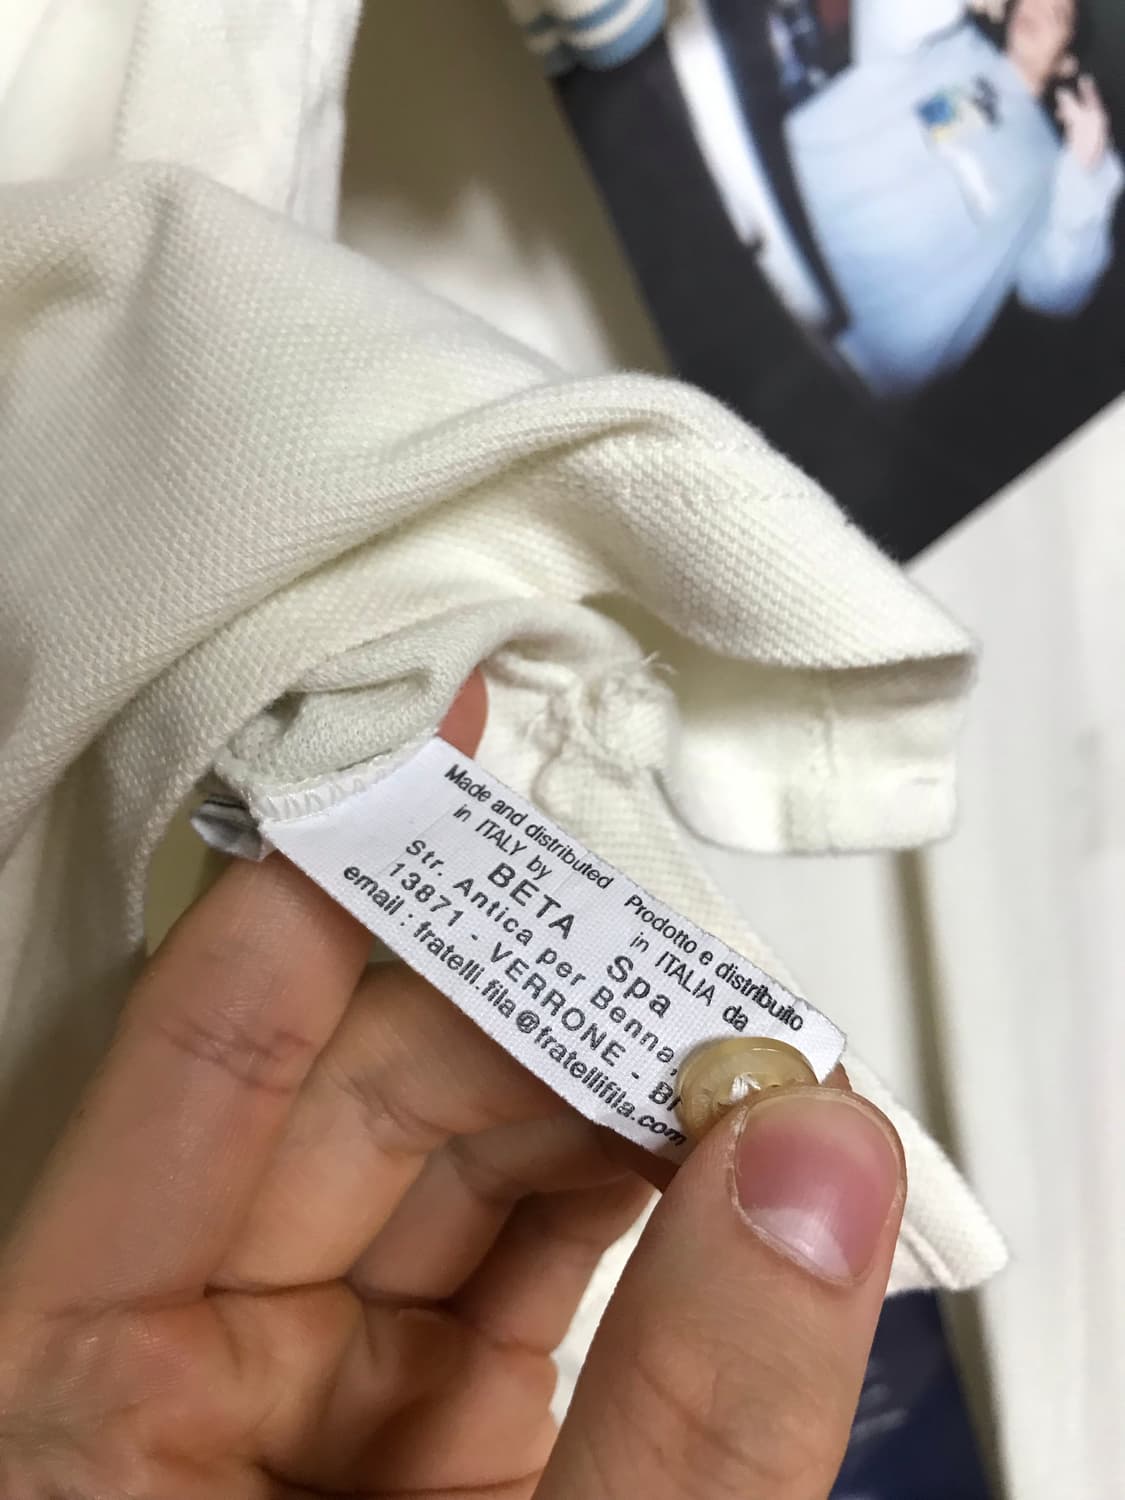 Made and distributed Prodotto e distribuito
in ITALY by in ITALIA da
BETA Spa
Str. Antica per Benna,
13871 - VERRONE - BI
email : fratelli.fila@fratellifila.com